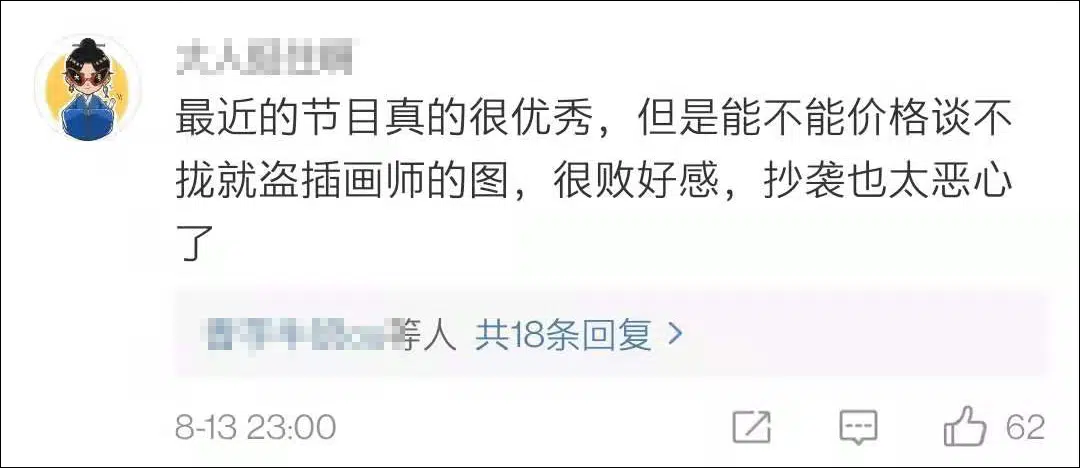 最近的节目真的很优秀，但是能不能价格谈不
拢就盗插画师的图，很败好感，抄袭也太恶心
了
等人 共18条回复 >
8-13 23:00
62